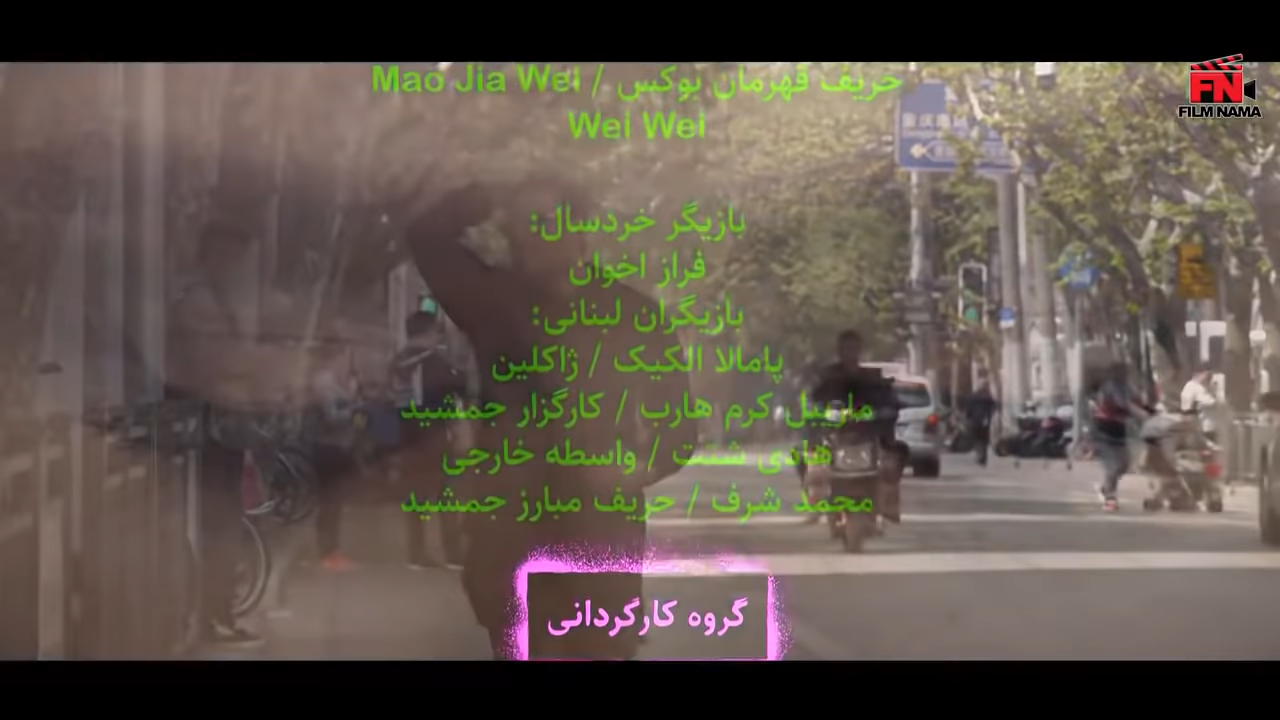 حریف قهرمان بوکس / Mao Jia Wei
Wei Wei
بازیگر خردسال:
فراز اخوان
بازیگران لبنانی:
پامالا الکیک / ژاکلین
ماریبل کرم هارب / کارگزار جمشید
هادی شتت / واسطه خارجی
محمد شرف / حریف مبارز جمشید
گروه کارگردانی
FN
FILM NAMA